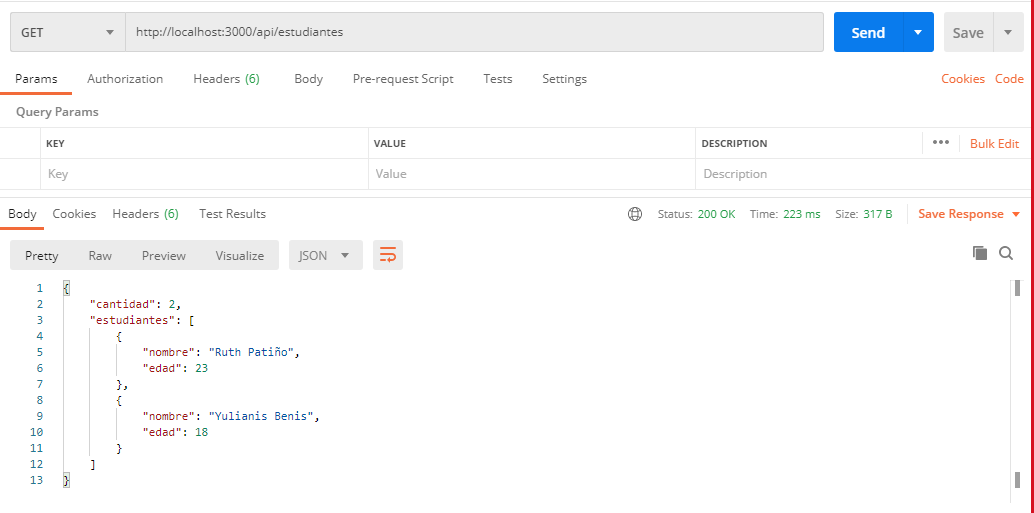 GET http://localhost:3000/api/estudiantes Send Save
Params Authorization Headers (6) Body Pre-request Script Tests Settings Cookies Code
Query Params
KEY VALUE DESCRIPTION ••• Bulk Edit
Key Value Description
Body Cookies Headers (6) Test Results Status: 200 OK Time: 223 ms Size: 317 B Save Response
Pretty Raw Preview Visualize JSON
1 {
2 "cantidad": 2,
3 "estudiantes": [
4 {
5 "nombre": "Ruth Patiño",
6 "edad": 23
7 },
8 {
9 "nombre": "Yulianis Benis",
10 "edad": 18
11 }
12 ]
13 }